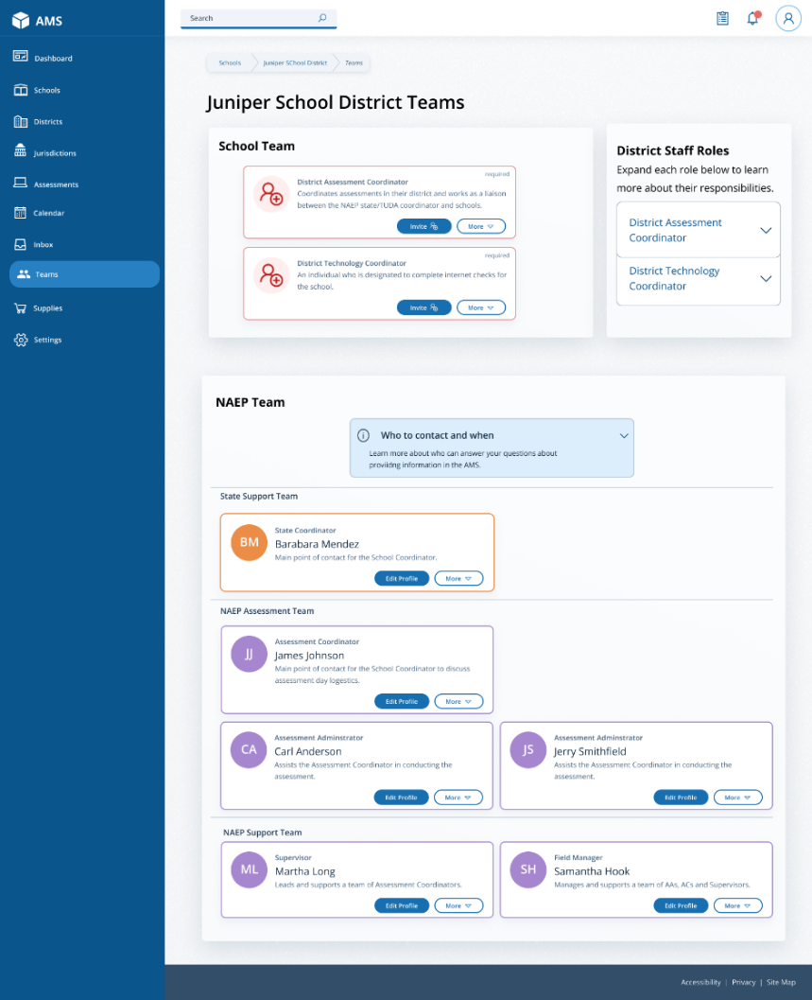 AMS
Search
Dashboard
Schools
Districts
Jurisdictions
Assessments
Calendar
Inbox
Teams
Supplies
Settings
Schools
Juniper SChool District
Teams
Juniper School District Teams
School Team
required
District Assessment Coordinator
Coordinates assessments in their district and works as a liaison
between the NAEP state/TUDA coordinator and schools.
Invite
More
required
District Technology Coordinator
An individual who is designated to complete internet checks for
the school.
Invite
More
District Staff Roles
Expand each role below to learn
more about their responsibilities.
District Assessment
Coordinator
District Technology
Coordinator
NAEP Team
Who to contact and when
Learn more about who can answer your questions about
proviidng information in the AMS.
State Support Team
BM
State Coordinator
Barabara Mendez
Main point of contact for the School Coordinator.
Edit Profile
More
NAEP Assessment Team
JJ
Assessment Coordinator
James Johnson
Main point of contact for the School Coordinator to discuss
assessment day logestics.
Edit Profile
More
CA
Assessment Adminstrator
Carl Anderson
Assists the Assessment Coordinator in conducting the
assessment.
Edit Profile
More
JS
Assessment Adminstrator
Jerry Smithfield
Assists the Assessment Coordinator in conducting the
assessment.
Edit Profile
More
NAEP Support Team
ML
Supervisor
Martha Long
Leads and supports a team of Assessment Coordinators.
Edit Profile
More
SH
Field Manager
Samantha Hook
Manages and supports a team of AAs, ACs and Supervisors.
Edit Profile
More
Accessibility | Privacy | Site Map